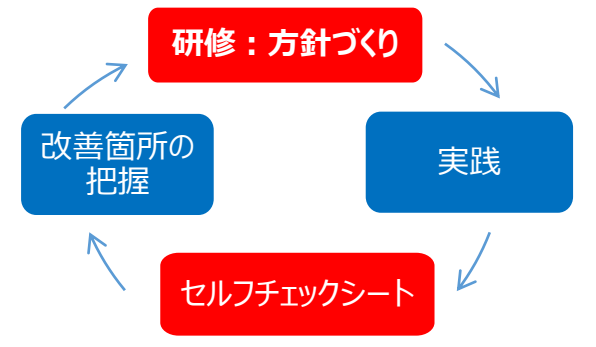 研修：方針づくり
実践
セルフチェックシート
改善箇所の
把握